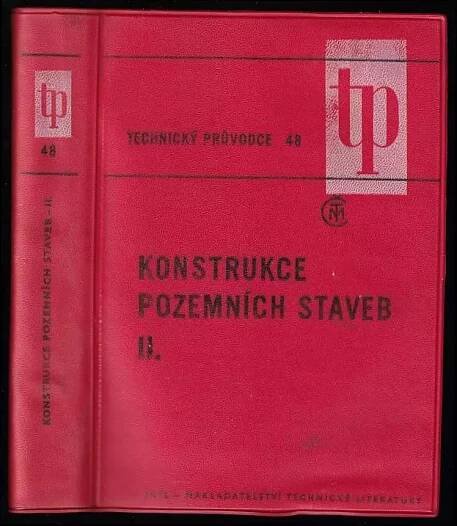 tp
48
KONSTRUKCE POZEMNÍCH STAVEB - II.
tp
TECHNICKÝ PRŮVODCE 48
KONSTRUKCE
POZEMNÍCH STAVEB
II.
SNTL - NAKLADATELSTVÍ TECHNICKÉ LITERATURY